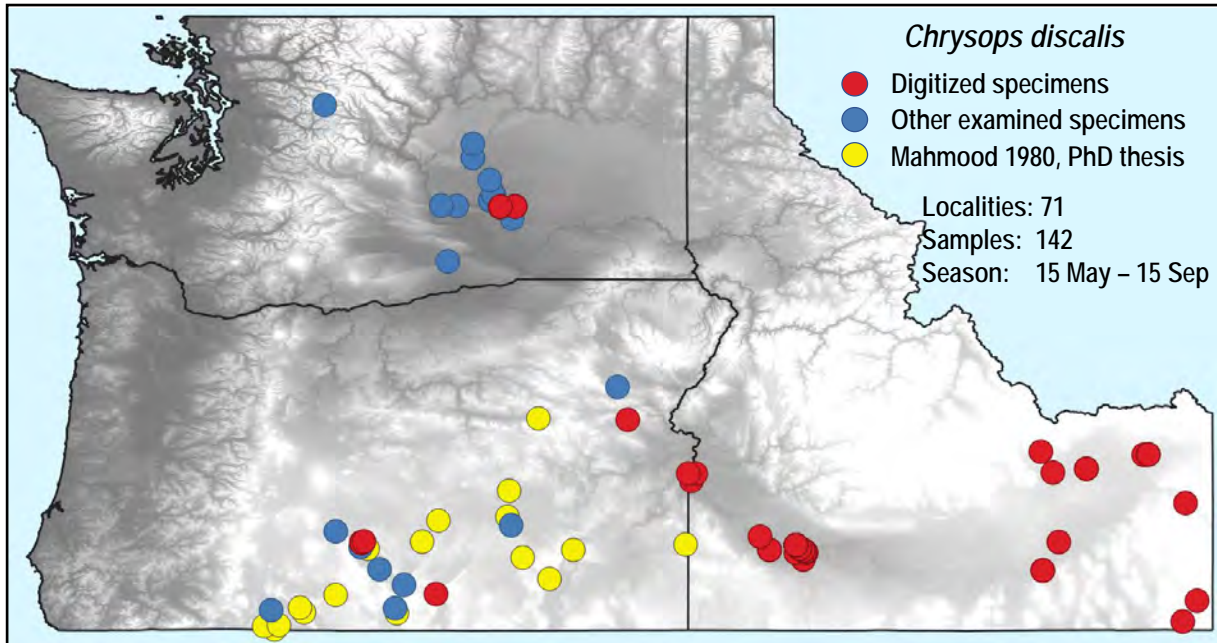 Chrysops discalis
Digitized specimens
Other examined specimens
Mahmood 1980, PhD thesis
Localities: 71
Samples: 142
Season: 15 May – 15 Sep